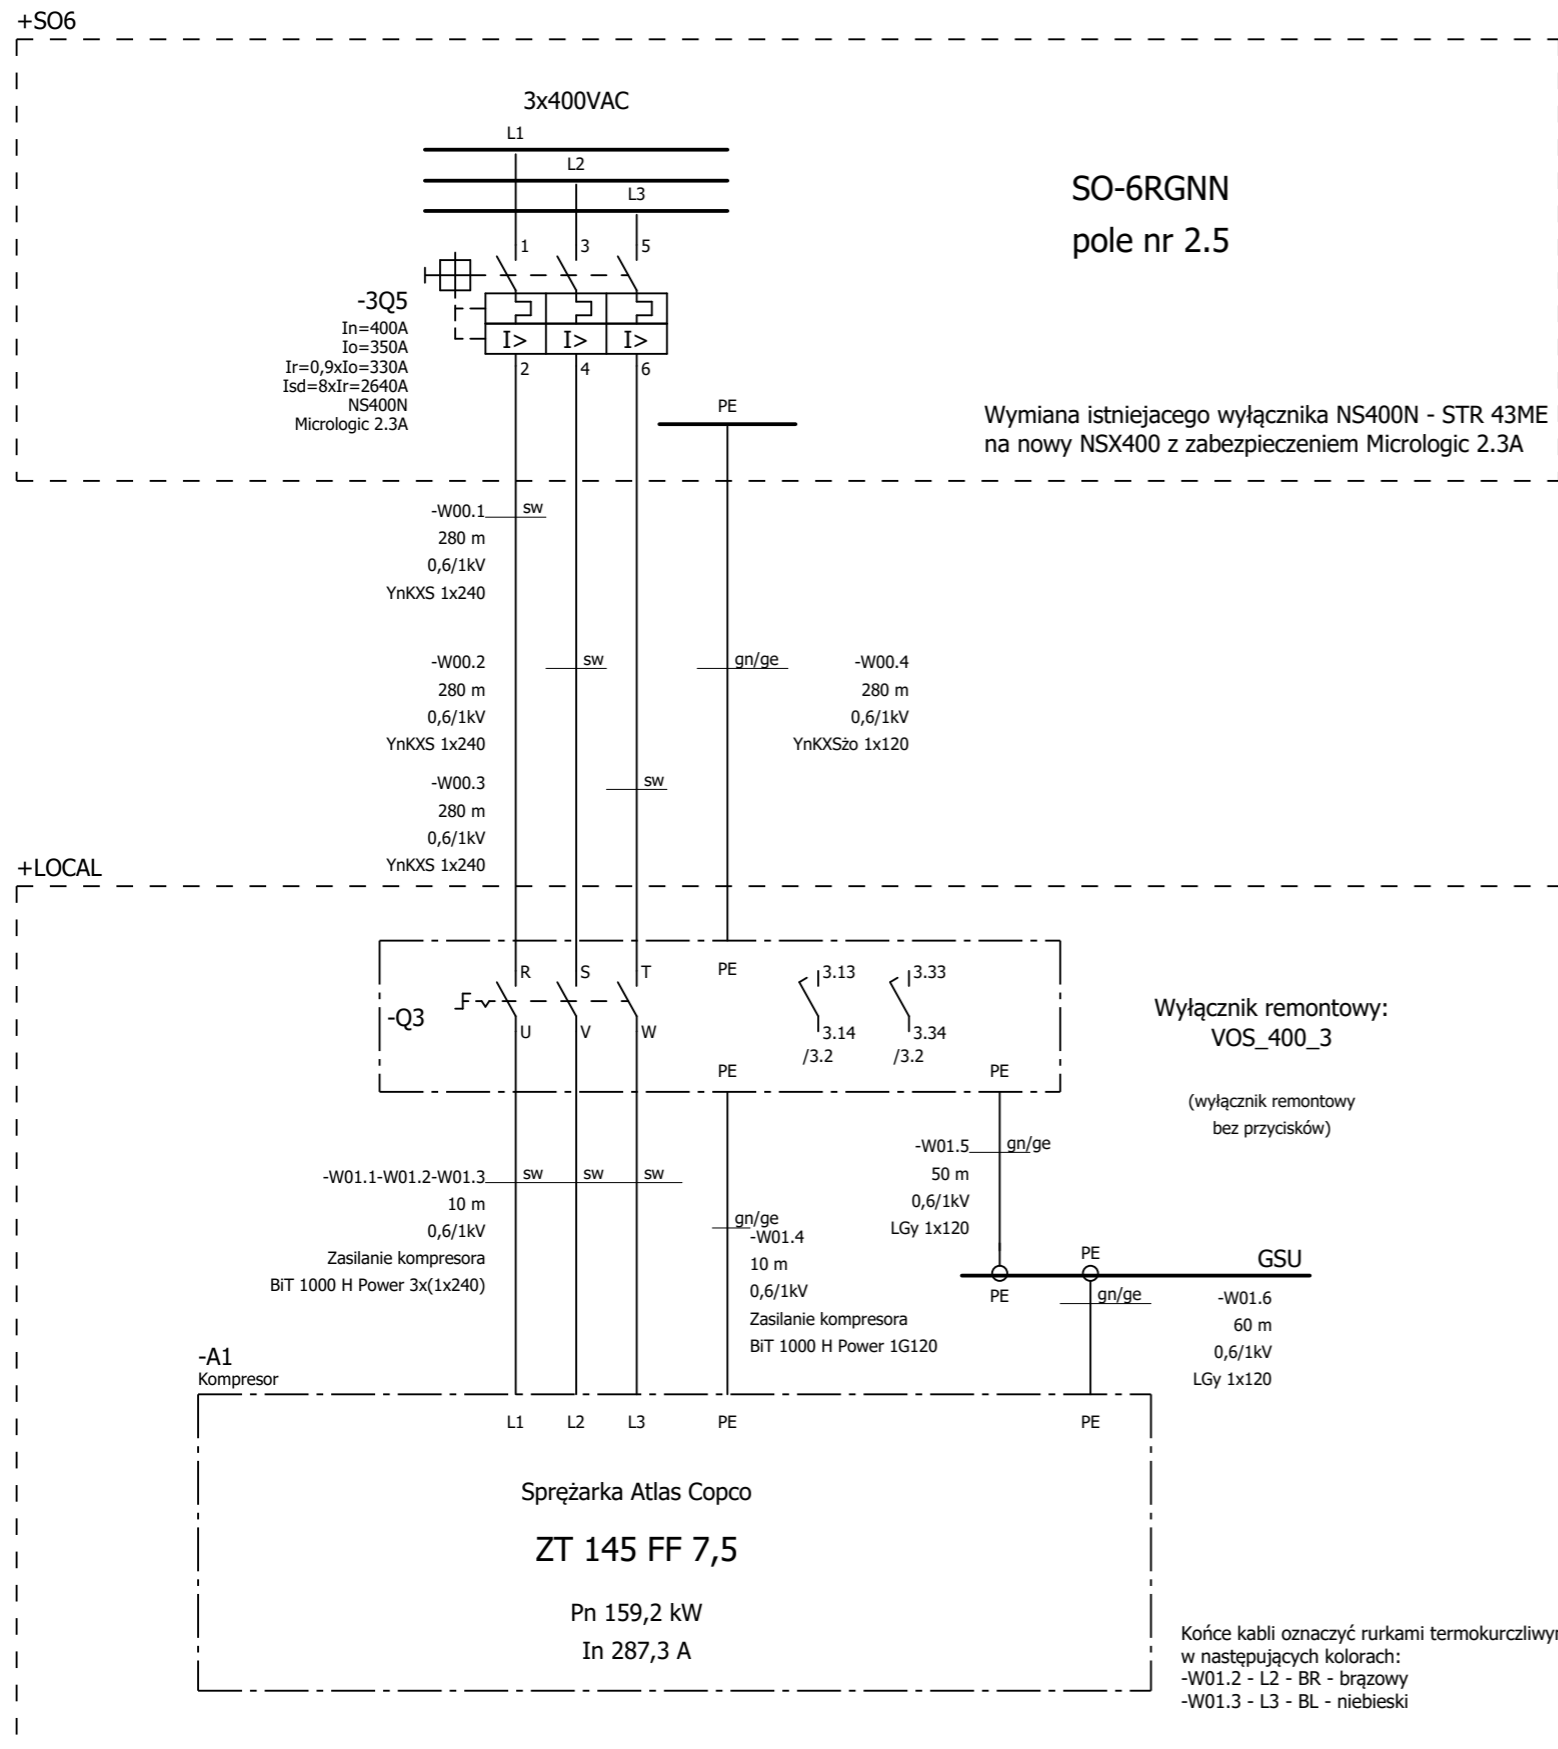 +SO6
3x400VAC
L1
L2
L3
SO-6RGNN
pole nr 2.5
1
3
5
-3Q5
In=400A
Io=350A
Ir=0,9xIo=330A
Isd=8xIr=2640A
NS400N
Micrologic 2.3A
I>
I>
I>
2
4
6
PE
Wymiana istniejacego wyłącznika NS400N - STR 43ME
na nowy NSX400 z zabezpieczeniem Micrologic 2.3A
-W00.1
sw
280 m
0,6/1kV
YnKXS 1x240
-W00.2
sw
280 m
0,6/1kV
YnKXS 1x240
gn/ge
-W00.4
280 m
0,6/1kV
YnKXSżo 1x120
-W00.3
sw
280 m
0,6/1kV
YnKXS 1x240
+LOCAL
R
S
T
PE
3.13
3.33
-Q3
U
V
W
3.14
3.34
/3.2
/3.2
PE
PE
Wyłącznik remontowy:
VOS_400_3
(wyłącznik remontowy
bez przycisków)
-W01.1-W01.2-W01.3
sw
sw
sw
10 m
0,6/1kV
Zasilanie kompresora
BiT 1000 H Power 3x(1x240)
gn/ge
-W01.4
10 m
0,6/1kV
Zasilanie kompresora
BiT 1000 H Power 1G120
-W01.5
gn/ge
50 m
0,6/1kV
LGy 1x120
PE
GSU
PE
gn/ge
-W01.6
60 m
0,6/1kV
LGy 1x120
-A1
Kompresor
L1
L2
L3
PE
PE
Sprężarka Atlas Copco
ZT 145 FF 7,5
Pn 159,2 kW
In 287,3 A
Końce kabli oznaczyć rurkami termokurczliwym
w następujących kolorach:
-W01.2 - L2 - BR - brązowy
-W01.3 - L3 - BL - niebieski